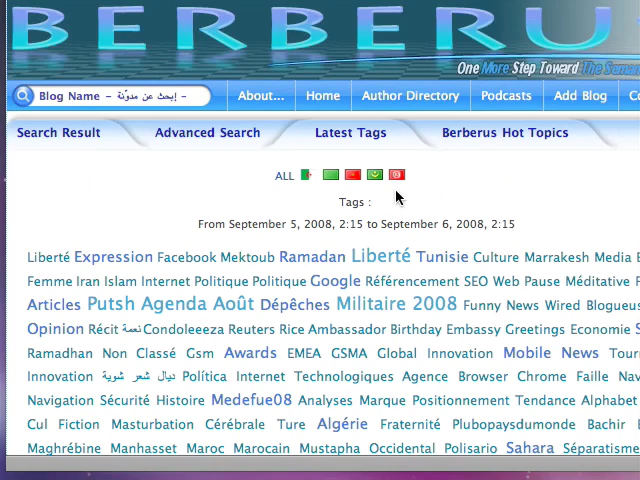 BERBERU
One More Step Toward The Seman
Blog Name - إبحث عن مدوّنة -
About...
Home
Author Directory
Podcasts
Add Blog
Search Result
Advanced Search
Latest Tags
Berberus Hot Topics
ALL
Tags :
From September 5, 2008, 2:15 to September 6, 2008, 2:15
Liberté Expression Facebook Mektoub Ramadan Liberté Tunisie Culture Marrakesh Media
Femme Iran Islam Internet Politique Politique Google Référencement SEO Web Pause Méditative
Articles Putsh Agenda Août Dépêches Militaire 2008 Funny News Wired Blogueus
Opinion Récit نعمة Condoleeeza Reuters Rice Ambassador Birthday Embassy Greetings Economie S
Ramadhan Non Classé Gsm Awards EMEA GSMA Global Innovation Mobile News Tour
Innovation ديال شعر شوية Política Internet Technologiques Agence Browser Chrome Faille Nav
Navigation Sécurité Histoire Medefue08 Analyses Marque Positionnement Tendance Alphabet
Cul Fiction Masturbation Cérébrale Ture Algérie Fraternité Plubopaysdumonde Bachir
Maghrébine Manhasset Maroc Marocain Mustapha Occidental Polisario Sahara Séparatisme